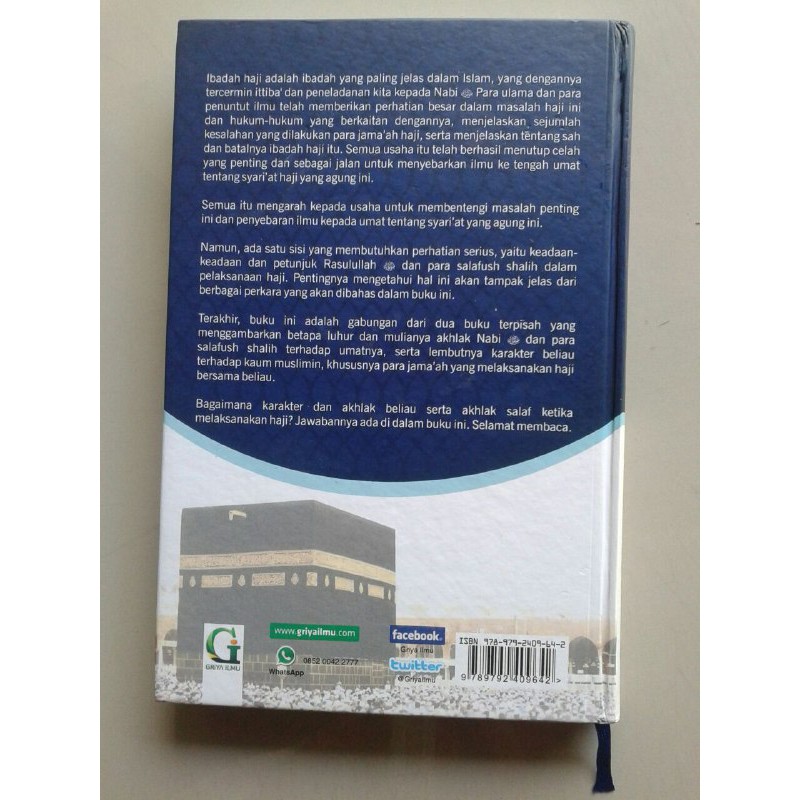 Ibadah haji adalah ibadah yang paling jelas dalam Islam, yang dengannya
tercermin ittiba' dan peneladanan kita kepada Nabi ﷺ Para ulama dan para
penuntut ilmu telah memberikan perhatian besar dalam masalah haji ini
dan hukum-hukum yang berkaitan dengannya, menjelaskan sejumlah
kesalahan yang dilakukan para jama'ah haji, serta menjelaskan tentang sah
dan batalnya ibadah haji itu. Semua usaha itu telah berhasil menutup celah
yang penting dan sebagai jalan untuk menyebarkan ilmu ke tengah umat
tentang syari'at haji yang agung ini.
Semua itu mengarah kepada usaha untuk membentengi masalah penting
ini dan penyebaran ilmu kepada umat tentang syari'at yang agung ini.
Namun, ada satu sisi yang membutuhkan perhatian serius, yaitu keadaan-
keadaan dan petunjuk Rasulullah ﷺ dan para salafush shalih dalam
pelaksanaan haji. Pentingnya mengetahui hal ini akan tampak jelas dari
berbagai perkara yang akan dibahas dalam buku ini.
Terakhir, buku ini adalah gabungan dari dua buku terpisah yang
menggambarkan betapa luhur dan mulianya akhlak Nabi ﷺ dan para
salafush shalih terhadap umatnya, serta lembutnya karakter beliau
terhadap kaum muslimin, khususnya para jama'ah yang melaksanakan haji
bersama beliau.
Bagaimana karakter dan akhlak beliau serta akhlak salaf ketika
melaksanakan haji? Jawabannya ada di dalam buku ini. Selamat membaca.
GRIYA ILMU
www.griyailmu.com
WhatsApp
0852 0042 2777
facebook.
Griya Ilmu
twitter
@GriyaIlmu
ISBN 978-979-2409-64-2
9 789792 409642 >